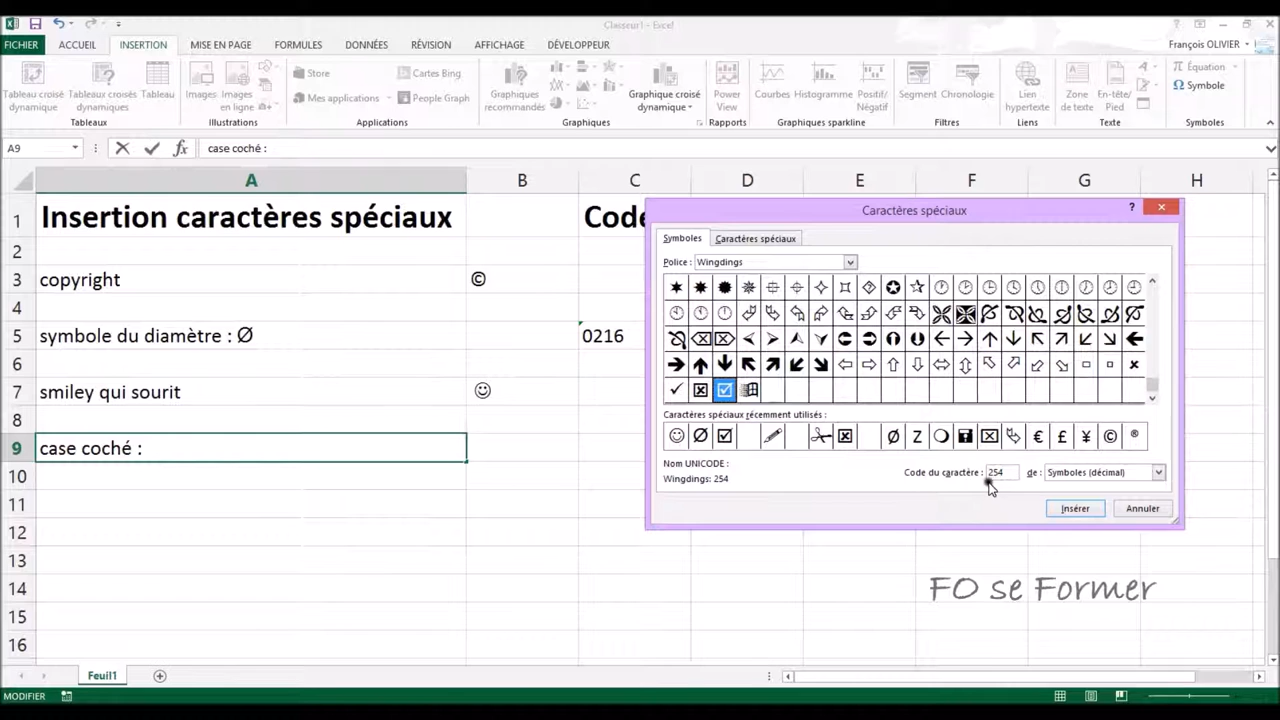 Classeur1 - Excel
FICHIER ACCUEIL INSERTION MISE EN PAGE FORMULES DONNÉES RÉVISION AFFICHAGE DÉVELOPPEUR François OLIVIER
Tableau croisé dynamique
Tableaux croisés dynamiques
Tableau
Tableaux
Images
Images en ligne
Illustrations
Store
Mes applications
Cartes Bing
People Graph
Applications
Graphiques recommandés
Graphique croisé dynamique
Graphiques
Power View
Rapports
Courbes
Histogramme
Positif/ Négatif
Graphiques sparkline
Segment
Chronologie
Filtres
Lien hypertexte
Liens
Zone de texte
En-tête/ Pied
Texte
Équation
Symbole
Symboles
A9 fx case coché :
A B C D E F G H
1 Insertion caractères spéciaux Code
2
3 copyright ©
4
5 symbole du diamètre : Ø 0216
6
7 smiley qui sourit ☺
8
9 case coché :
10
11
12
13
14
15
16
Caractères spéciaux ?
Symboles Caractères spéciaux
Police : Wingdings
Caractères spéciaux récemment utilisés :
☺ Ø ☑ Ø Z € £ ¥ © ®
Nom UNICODE :
Wingdings: 254
Code du caractère : 254 de : Symboles (décimal)
Insérer Annuler
FO se Former
Feuil1
MODIFIER